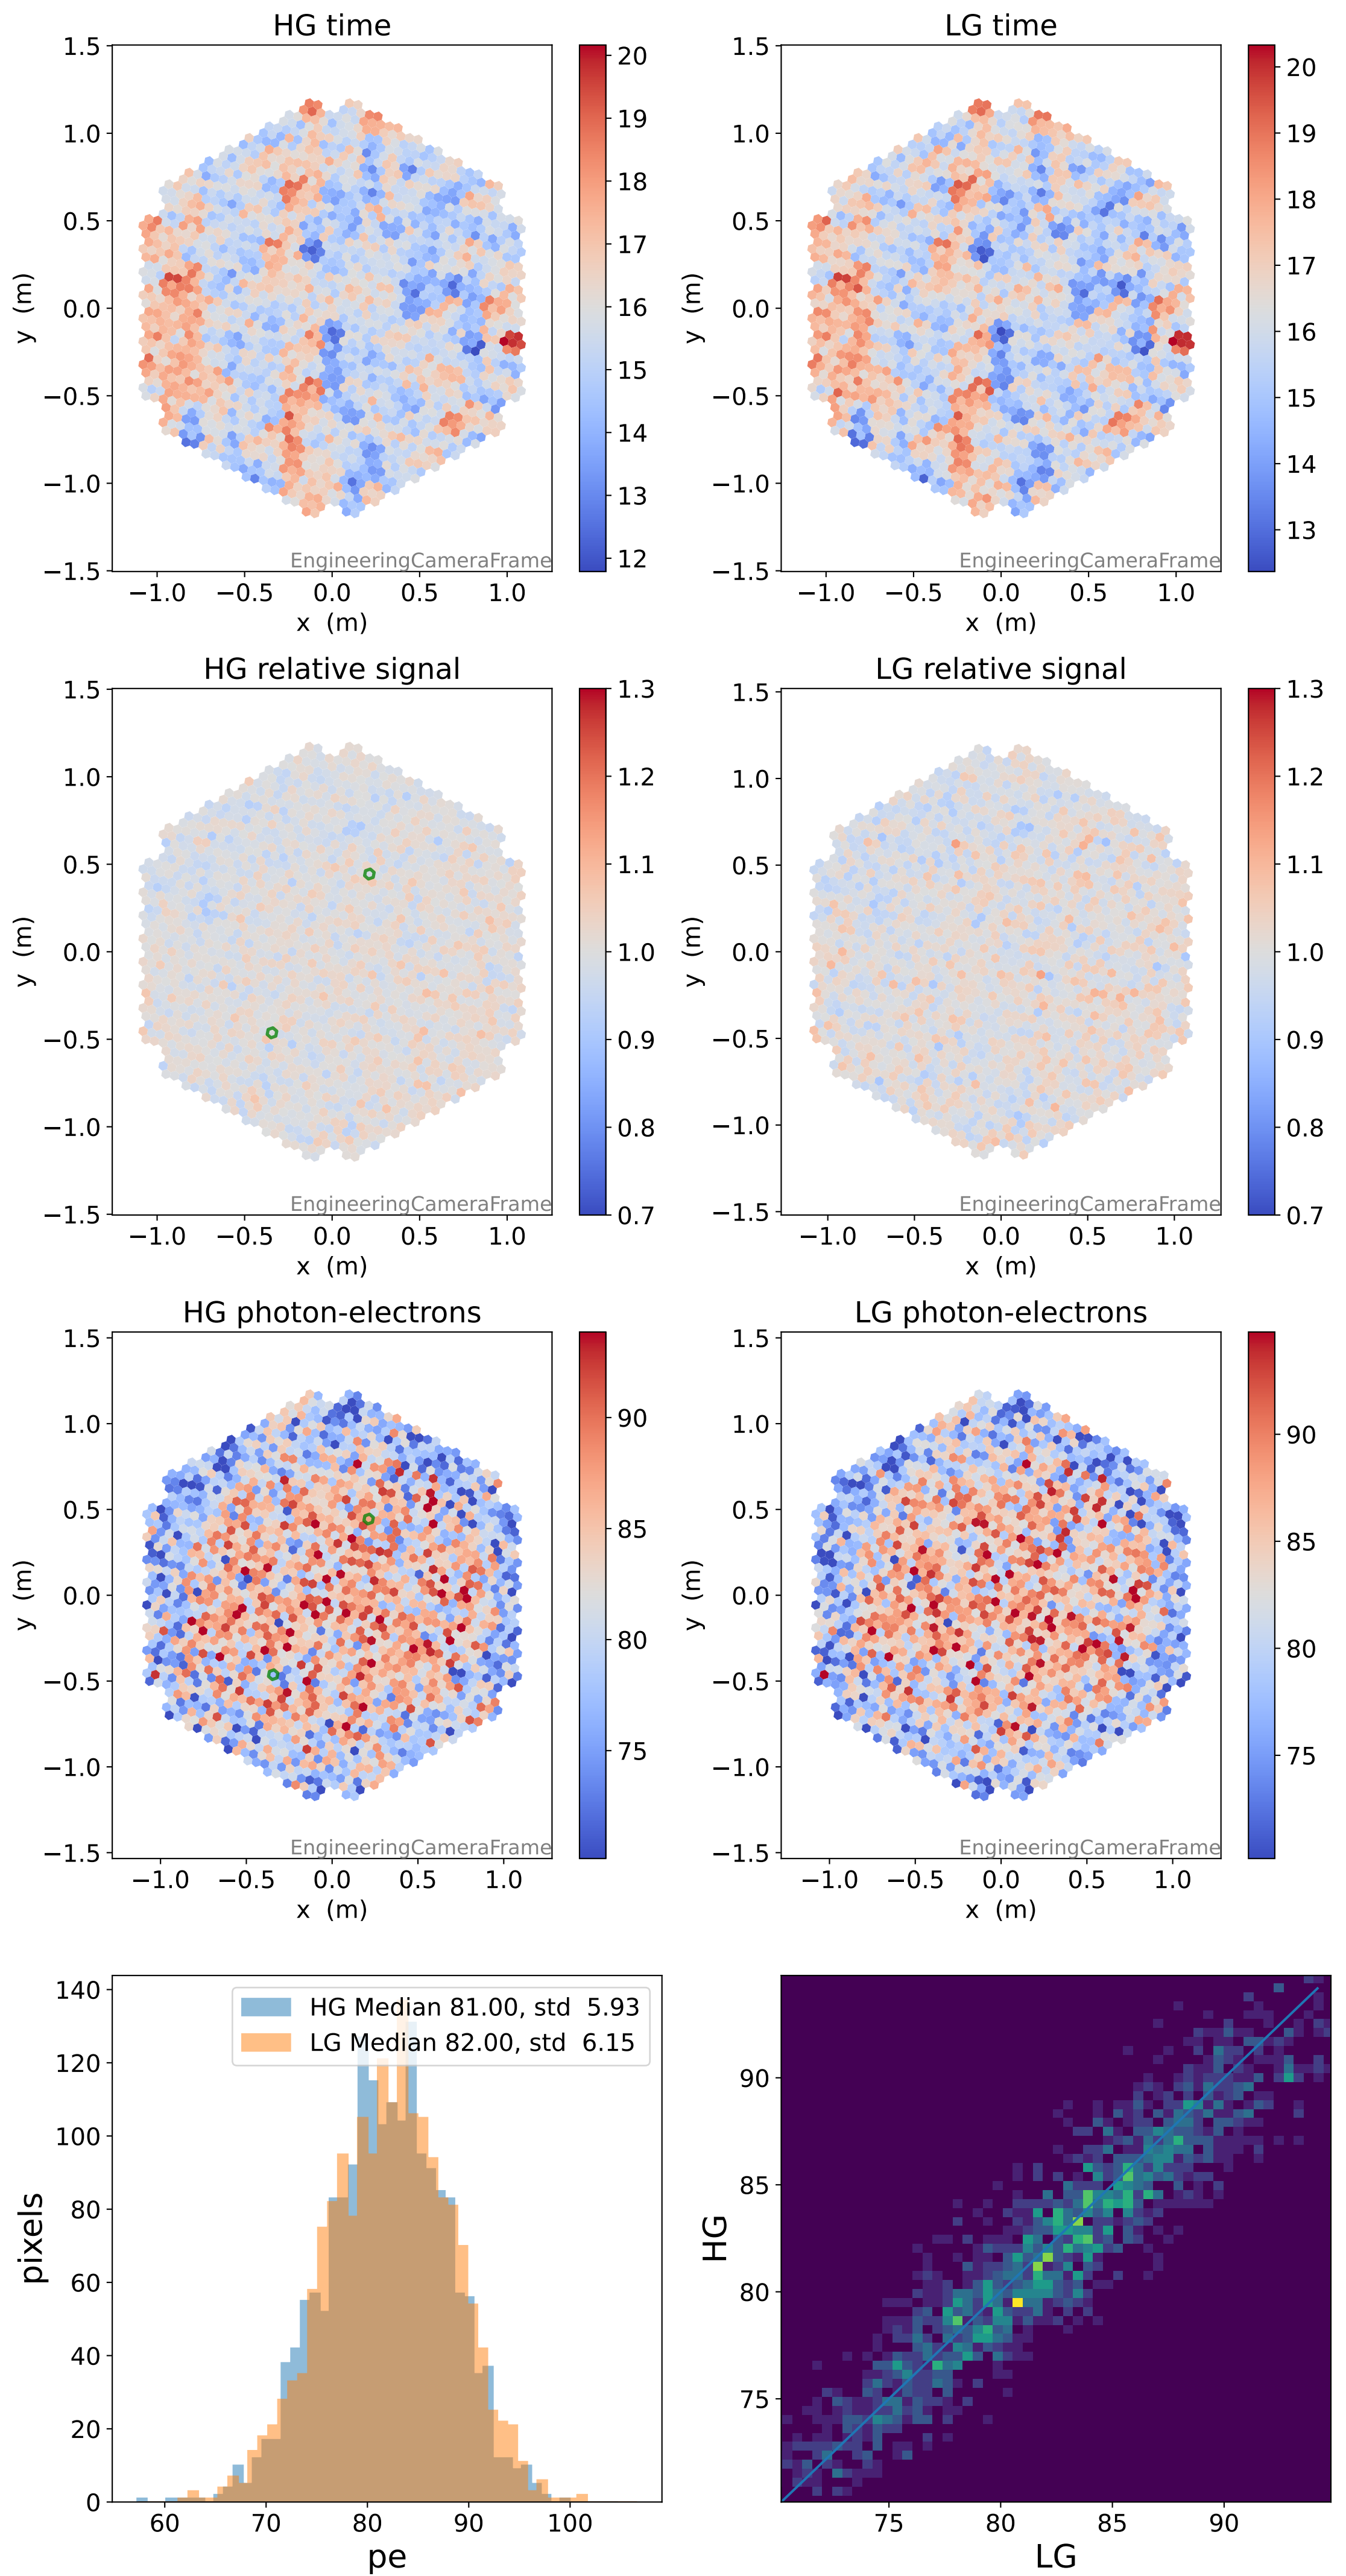 HG time
LG time
1.5
1.0
0.5
0.0
−0.5
−1.0
−1.5
y (m)
−1.0 −0.5 0.0 0.5 1.0
x (m)
EngineeringCameraFrame
20
19
18
17
16
15
14
13
12
1.5
1.0
0.5
0.0
−0.5
−1.0
−1.5
y (m)
−1.0 −0.5 0.0 0.5 1.0
x (m)
EngineeringCameraFrame
20
19
18
17
16
15
14
13
HG relative signal
LG relative signal
1.5
1.0
0.5
0.0
−0.5
−1.0
−1.5
y (m)
−1.0 −0.5 0.0 0.5 1.0
x (m)
EngineeringCameraFrame
1.3
1.2
1.1
1.0
0.9
0.8
0.7
1.5
1.0
0.5
0.0
−0.5
−1.0
−1.5
y (m)
−1.0 −0.5 0.0 0.5 1.0
x (m)
EngineeringCameraFrame
1.3
1.2
1.1
1.0
0.9
0.8
0.7
HG photon-electrons
LG photon-electrons
1.5
1.0
0.5
0.0
−0.5
−1.0
−1.5
y (m)
−1.0 −0.5 0.0 0.5 1.0
x (m)
EngineeringCameraFrame
90
85
80
75
1.5
1.0
0.5
0.0
−0.5
−1.0
−1.5
y (m)
−1.0 −0.5 0.0 0.5 1.0
x (m)
EngineeringCameraFrame
90
85
80
75
HG Median 81.00, std 5.93
LG Median 82.00, std 6.15
140
120
100
80
60
40
20
0
pixels
60 70 80 90 100
pe
90
85
80
75
HG
75 80 85 90
LG